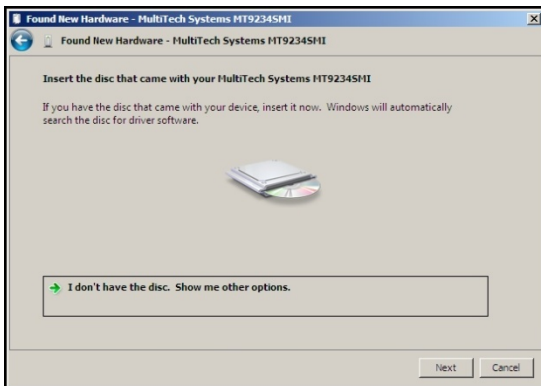 Found New Hardware - MultiTech Systems MT9234SMI
Found New Hardware - MultiTech Systems MT9234SMI
Insert the disc that came with your MultiTech Systems MT9234SMI
If you have the disc that came with your device, insert it now. Windows will automatically
search the disc for driver software.
I don't have the disc. Show me other options.
Next Cancel